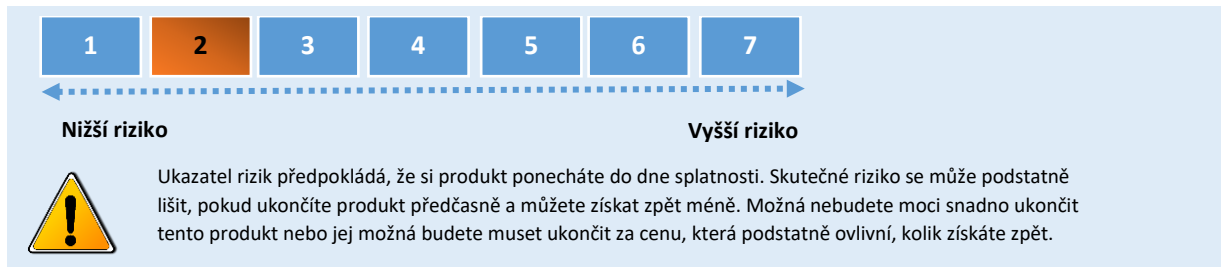 1 2 3 4 5 6 7
Nižší riziko Vyšší riziko
Ukazatel rizik předpokládá, že si produkt ponecháte do dne splatnosti. Skutečné riziko se může podstatně
lišit, pokud ukončíte produkt předčasně a můžete získat zpět méně. Možná nebudete moci snadno ukončit
tento produkt nebo jej možná budete muset ukončit za cenu, která podstatně ovlivní, kolik získáte zpět.